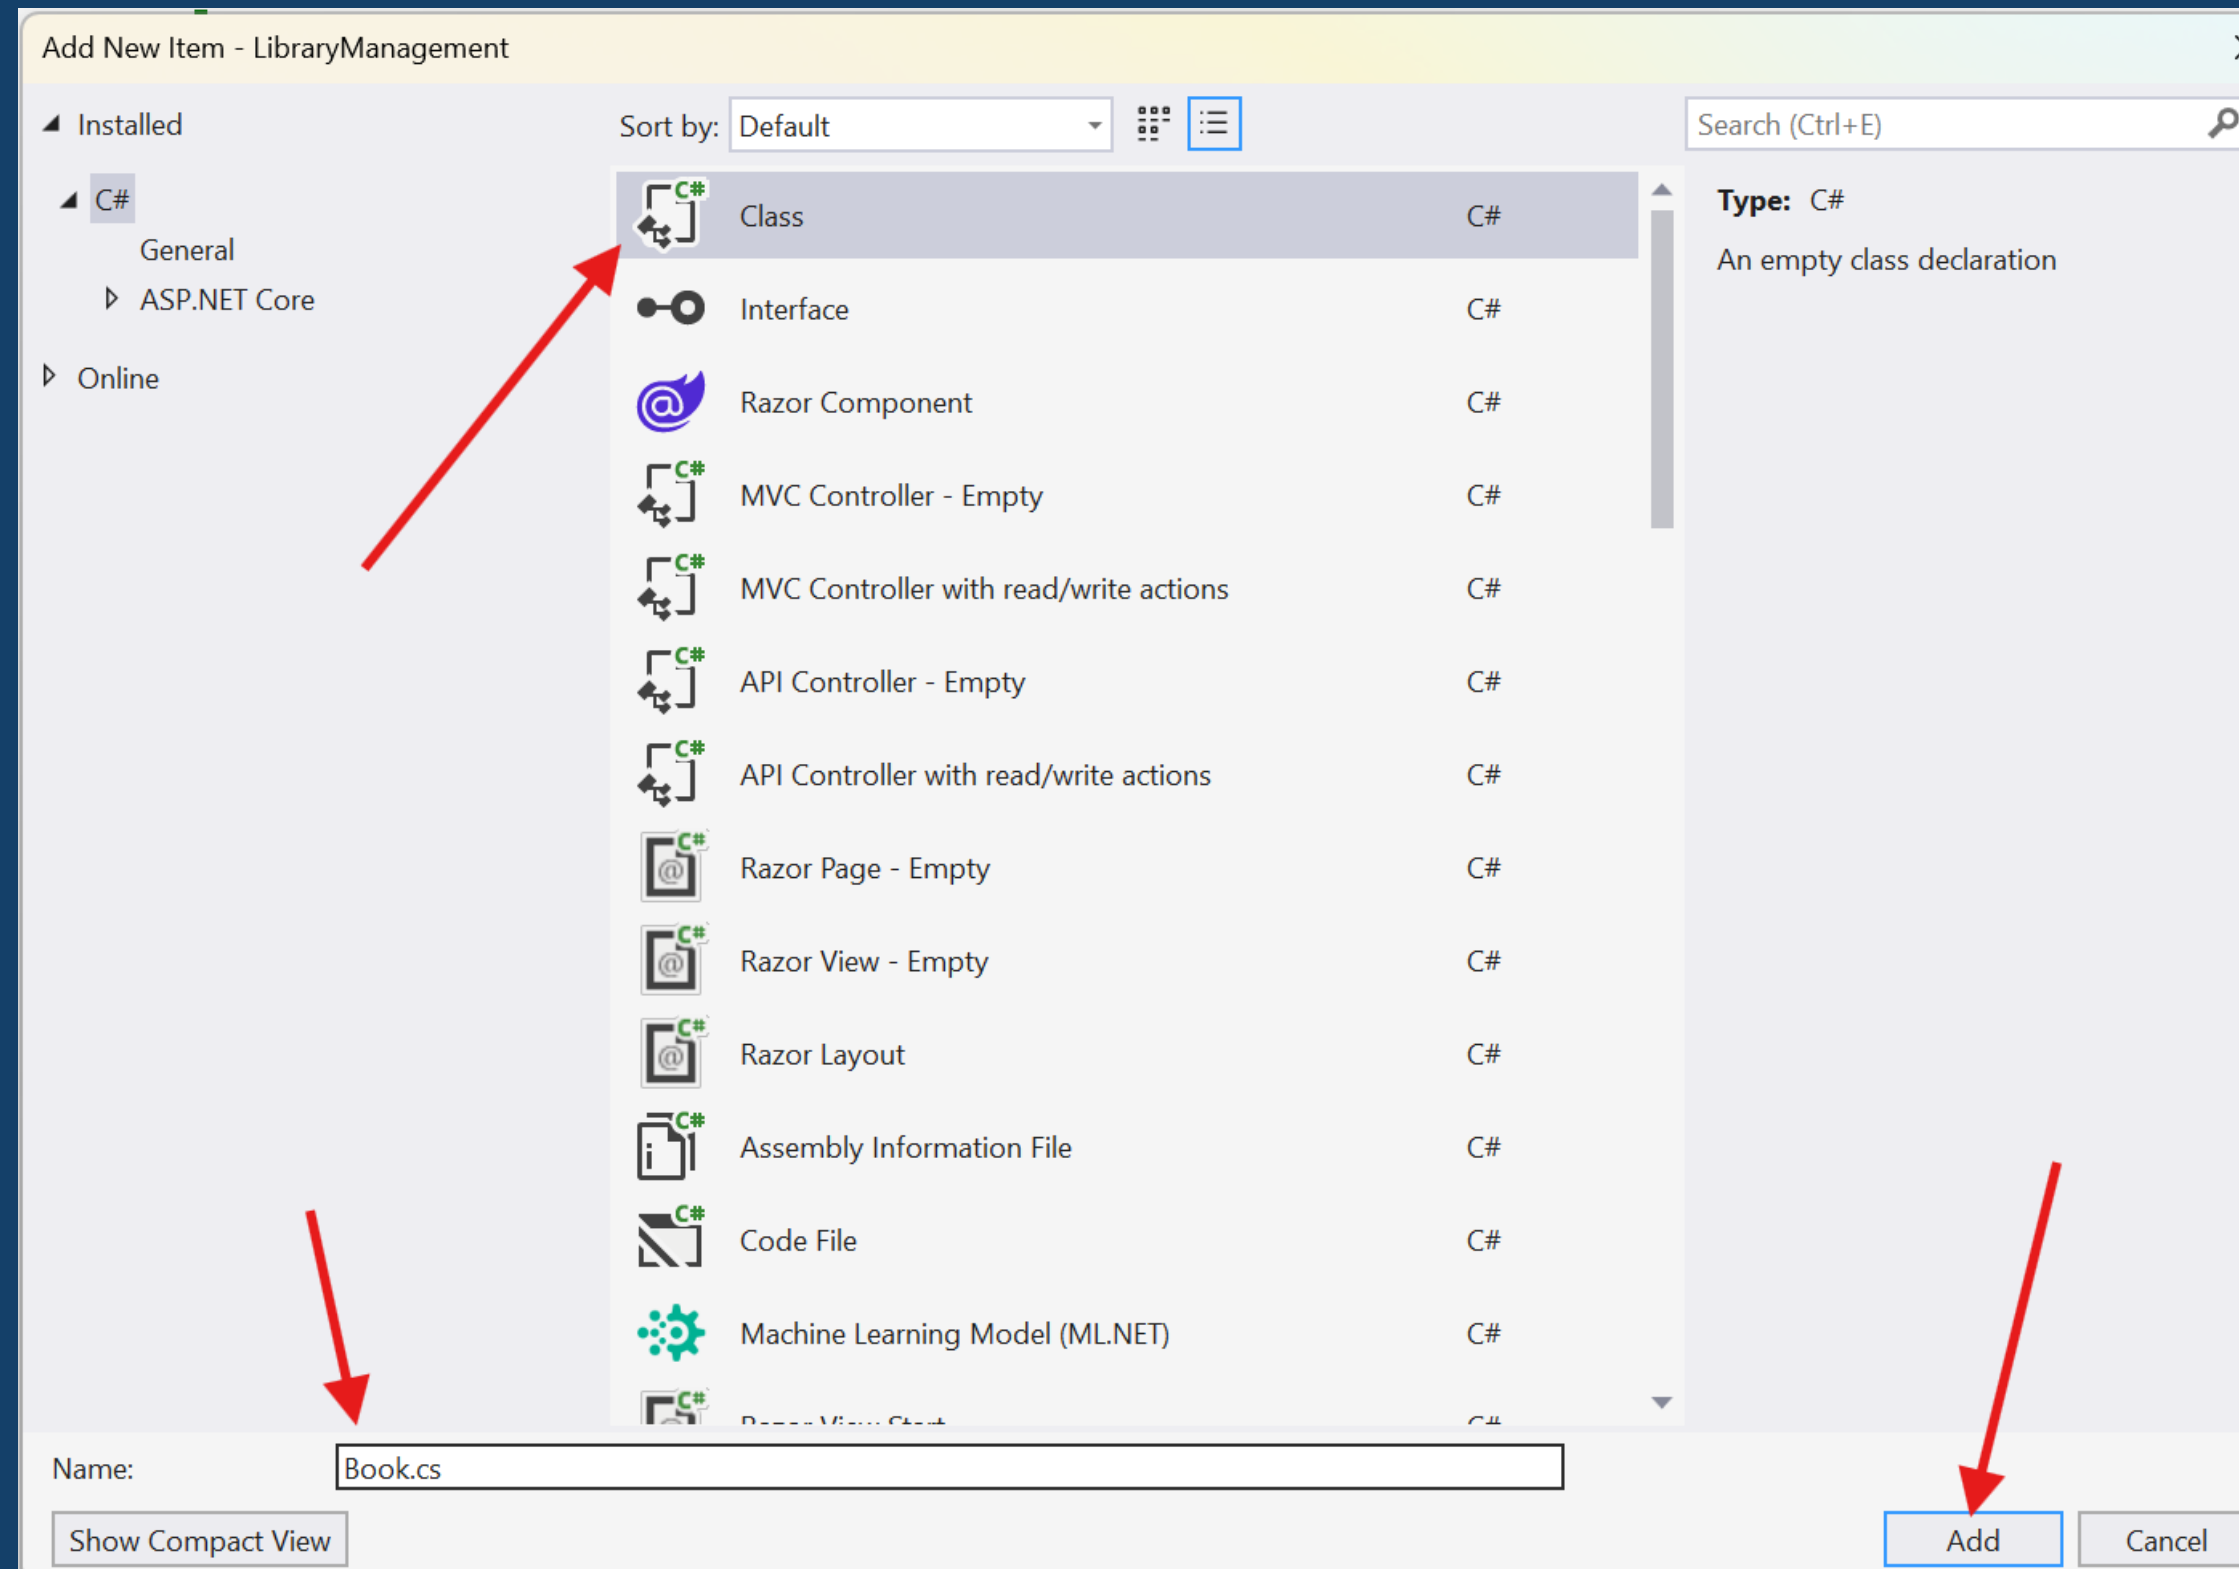 Add New Item - LibraryManagement
Installed
C#
General
ASP.NET Core
Online
Sort by: Default
Search (Ctrl+E)
Class C#
Interface C#
Razor Component C#
MVC Controller - Empty C#
MVC Controller with read/write actions C#
API Controller - Empty C#
API Controller with read/write actions C#
Razor Page - Empty C#
Razor View - Empty C#
Razor Layout C#
Assembly Information File C#
Code File C#
Machine Learning Model (ML.NET) C#
Razor View Start C#
Type: C#
An empty class declaration
Name: Book.cs
Show Compact View
Add
Cancel